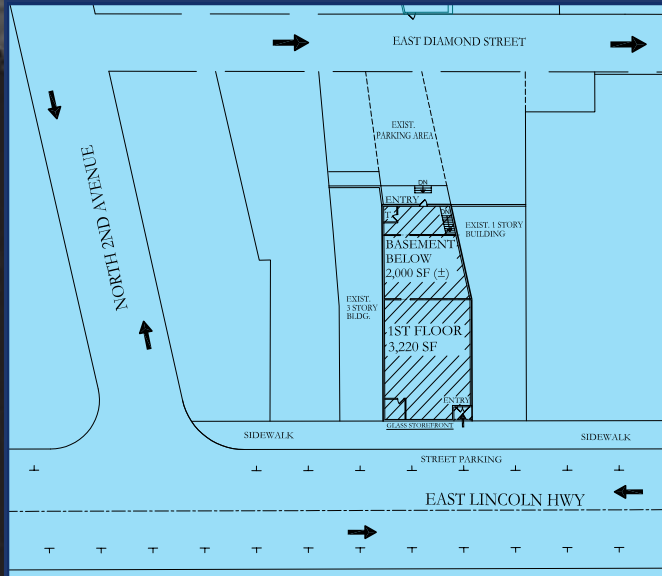 EAST DIAMOND STREET
EXIST.
PARKING AREA
NORTH 2ND AVENUE
DN
ENTRY
DN
T.
EXIST. 1 STORY
BUILDING
BASEMENT
BELOW
2,000 SF (±)
EXIST.
3 STORY
BLDG.
1ST FLOOR
3,220 SF
ENTRY
GLASS STOREFRONT
SIDEWALK
SIDEWALK
STREET PARKING
EAST LINCOLN HWY